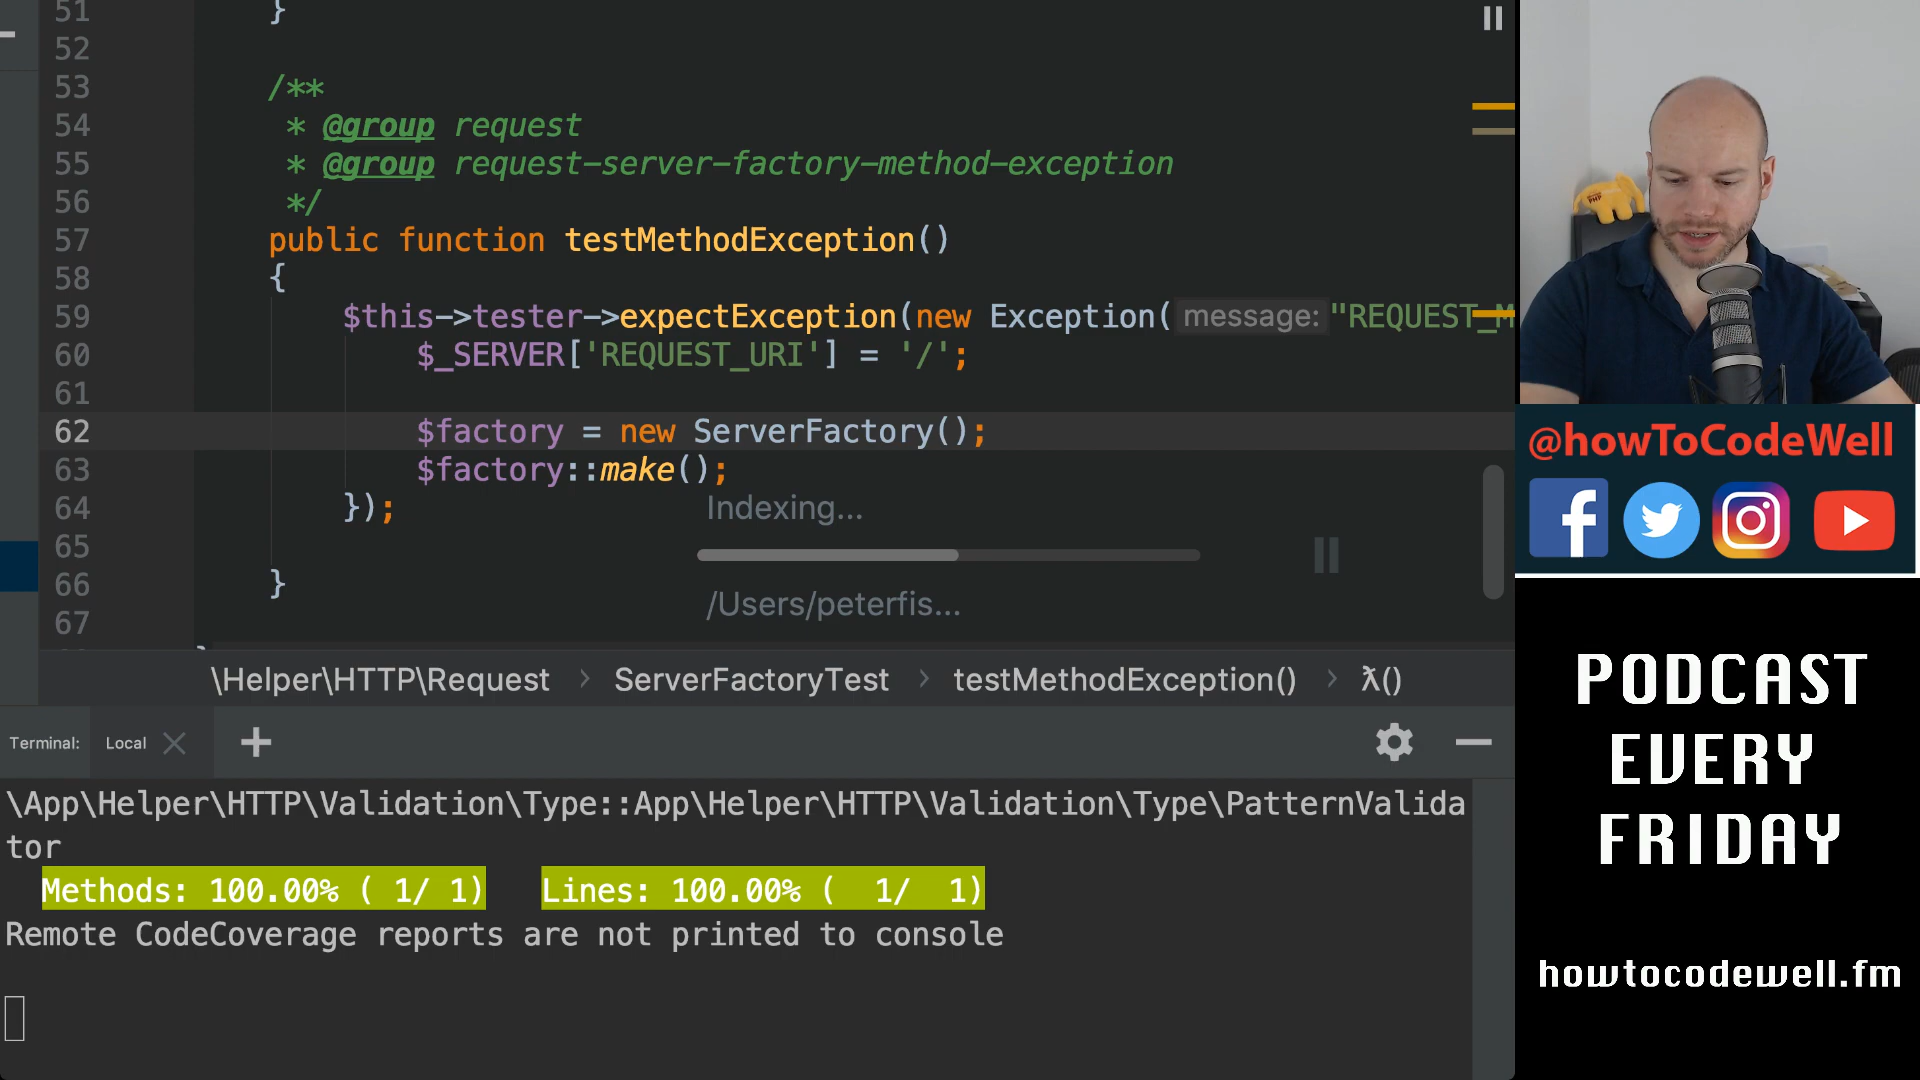 51 }
52
53 /**
54 * @group request
55 * @group request-server-factory-method-exception
56 */
57 public function testMethodException()
58 {
59 $this->tester->expectException(new Exception( message: "REQUEST_M
60 $_SERVER['REQUEST_URI'] = '/';
61
62 $factory = new ServerFactory();
63 $factory::make();
64 });
Indexing...
65
66 }
/Users/peterfis...
67
\Helper\HTTP\Request > ServerFactoryTest > testMethodException() > λ()
Terminal: Local × +
\App\Helper\HTTP\Validation\Type::App\Helper\HTTP\Validation\Type\PatternValida
tor
Methods: 100.00% ( 1/ 1) Lines: 100.00% ( 1/ 1)
Remote CodeCoverage reports are not printed to console
PHP
@howToCodeWell
PODCAST
EVERY
FRIDAY
howtocodewell.fm